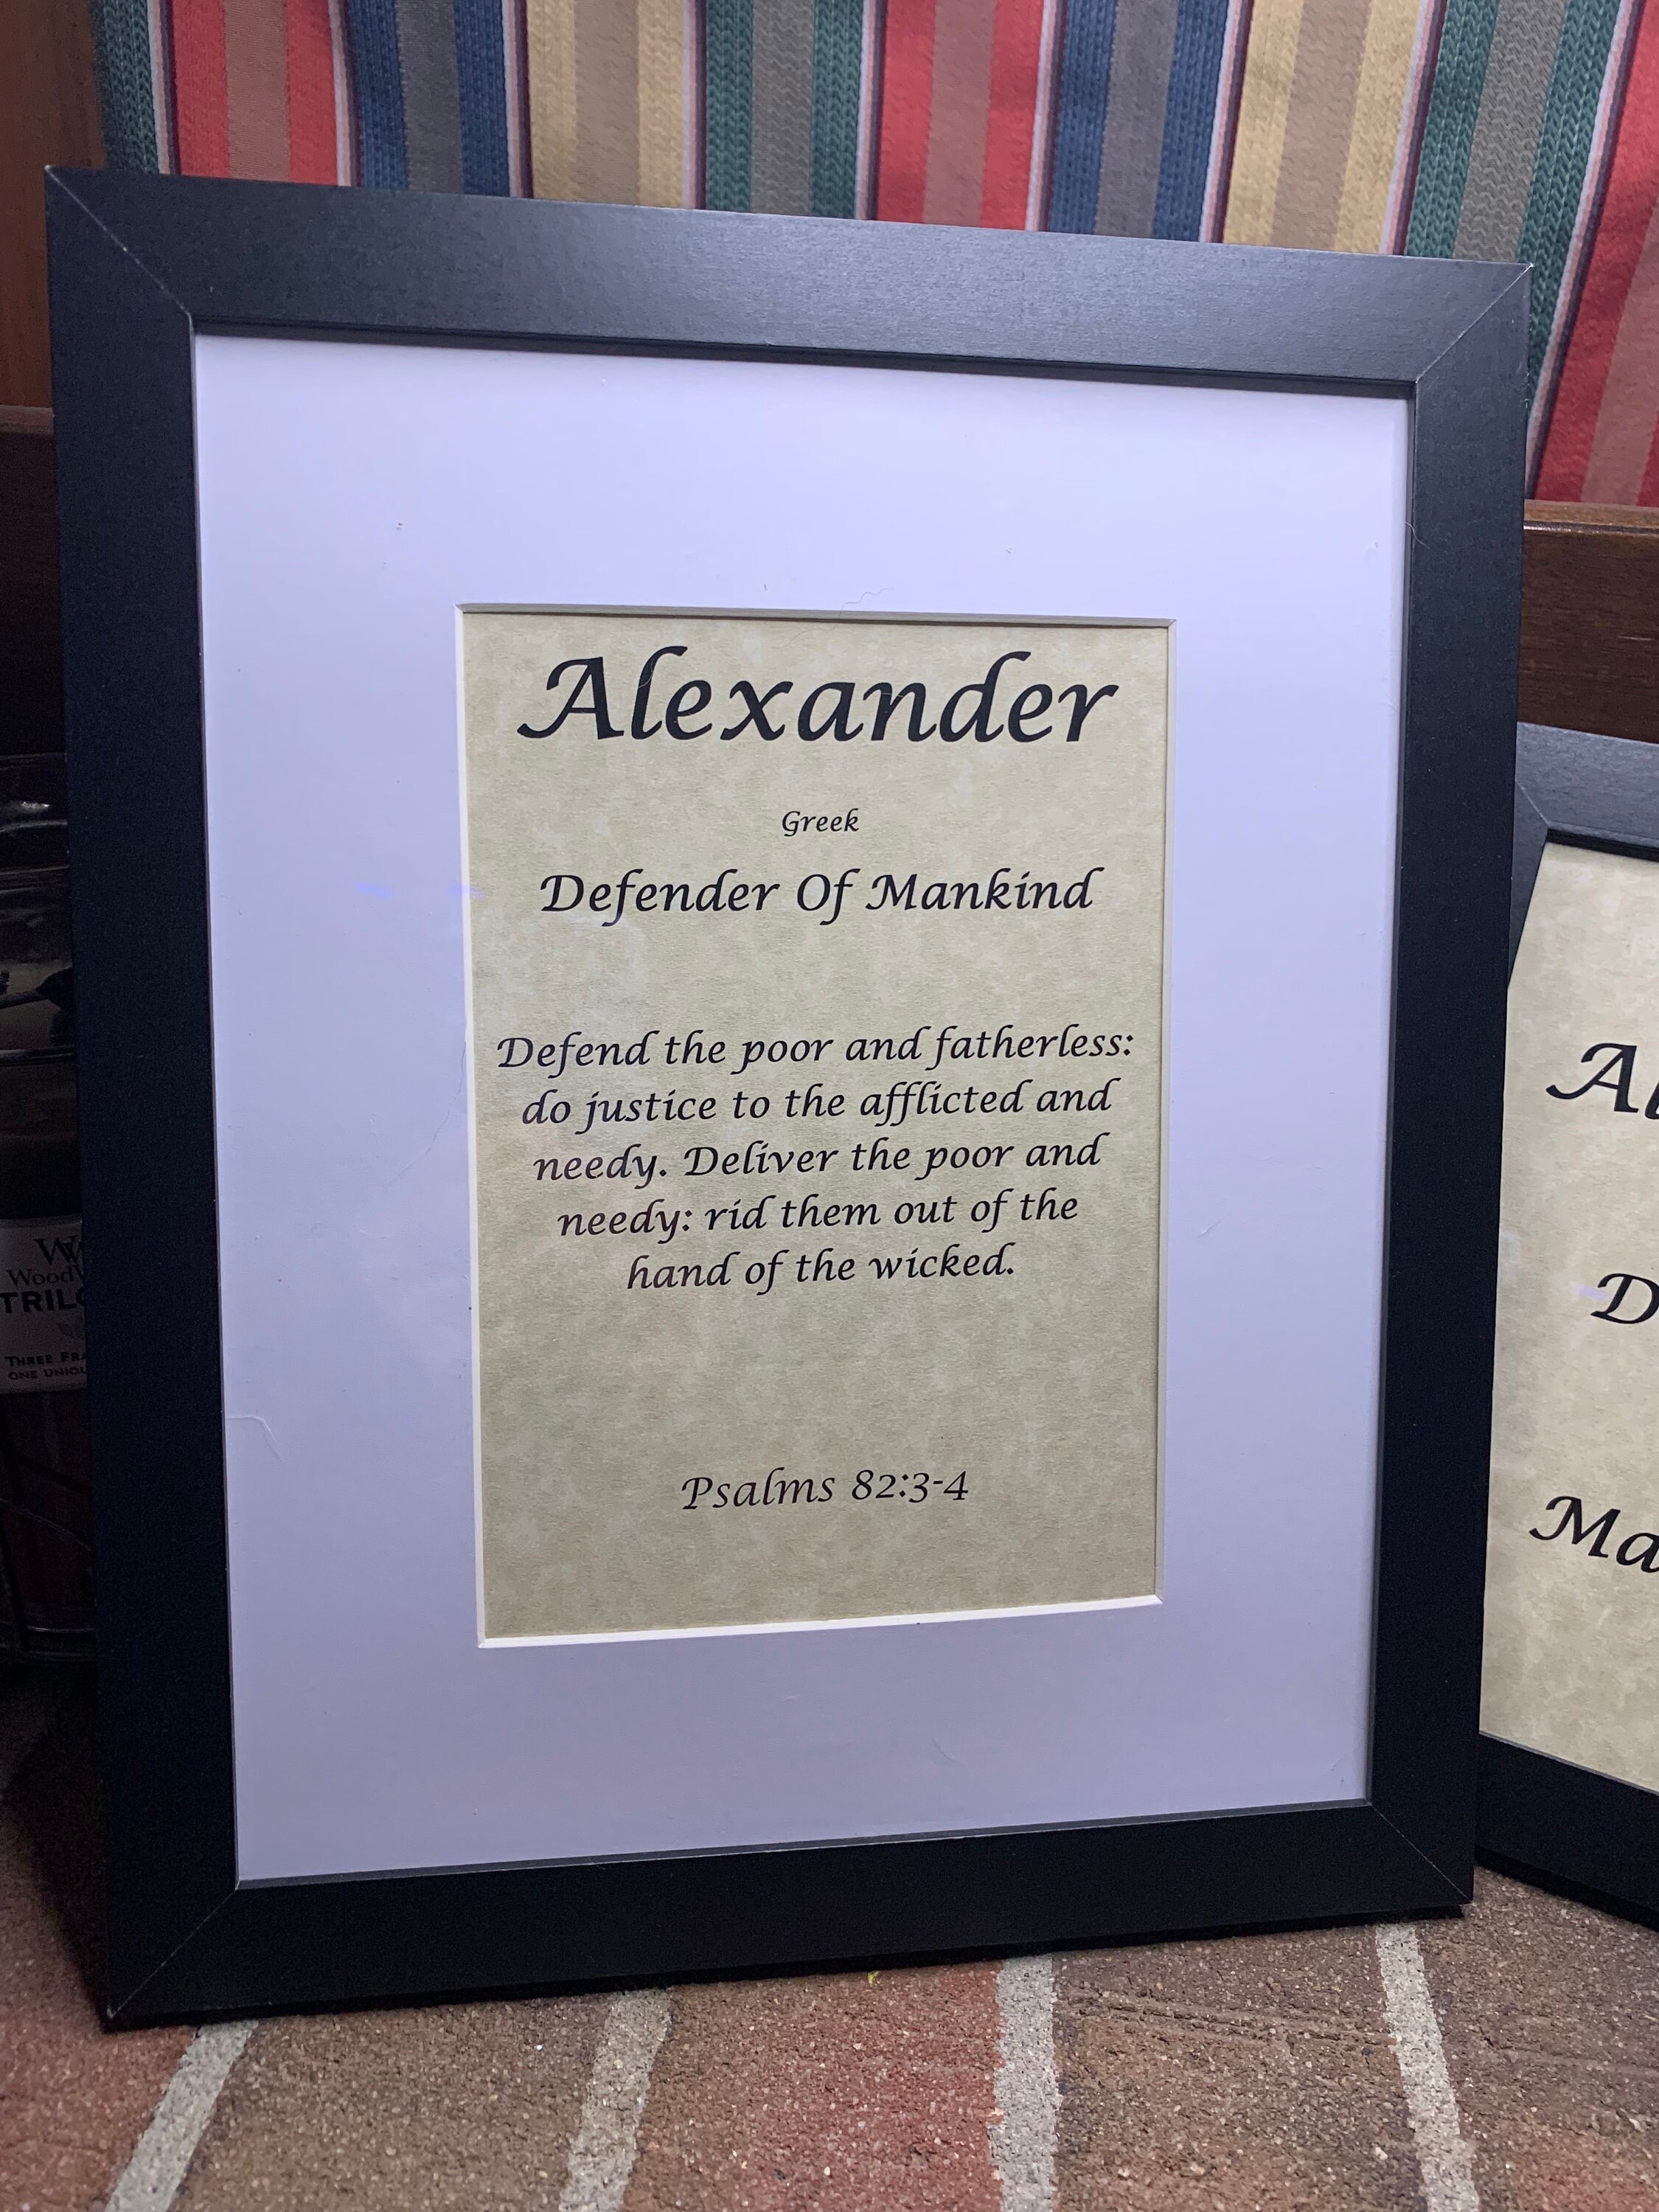 Alexander
Greek
Defender Of Mankind
Defend the poor and fatherless:
do justice to the afflicted and
needy. Deliver the poor and
needy: rid them out of the
hand of the wicked.
Psalms 82:3-4